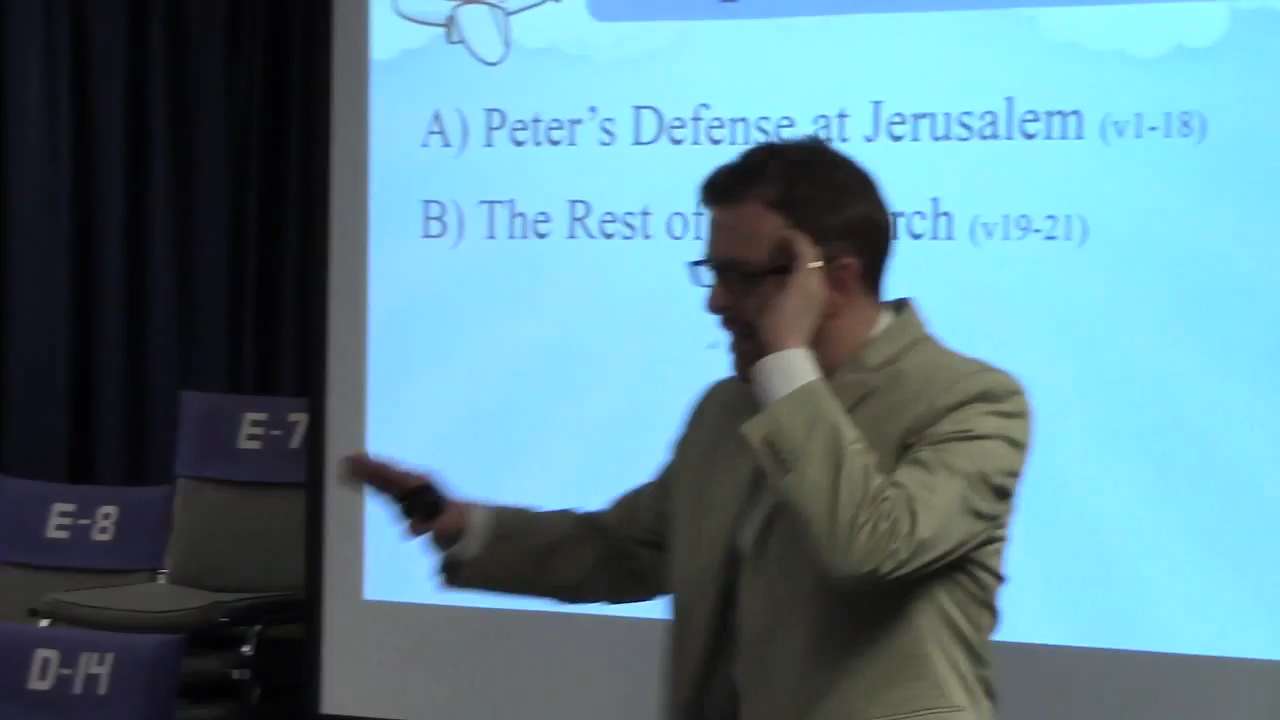 A) Peter’s Defense at Jerusalem (v1-18)
B) The Rest of rch (v19-21)
E-7
E-8
D-14